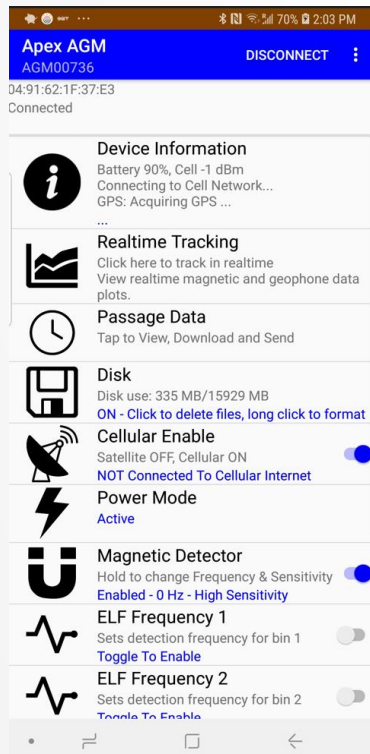 AGT ... 70% 2:03 PM
Apex AGM
DISCONNECT
AGM00736
04:91:62:1F:37:E3
Connected
Device Information
Battery 90%, Cell -1 dBm
Connecting to Cell Network...
GPS: Acquiring GPS ...
...
Realtime Tracking
Click here to track in realtime
View realtime magnetic and geophone data
plots.
Passage Data
Tap to View, Download and Send
Disk
Disk use: 335 MB/15929 MB
ON - Click to delete files, long click to format
Cellular Enable
Satellite OFF, Cellular ON
NOT Connected To Cellular Internet
Power Mode
Active
Magnetic Detector
Hold to change Frequency & Sensitivity
Enabled - 0 Hz - High Sensitivity
ELF Frequency 1
Sets detection frequency for bin 1
Toggle To Enable
ELF Frequency 2
Sets detection frequency for bin 2
Toggle To Enable